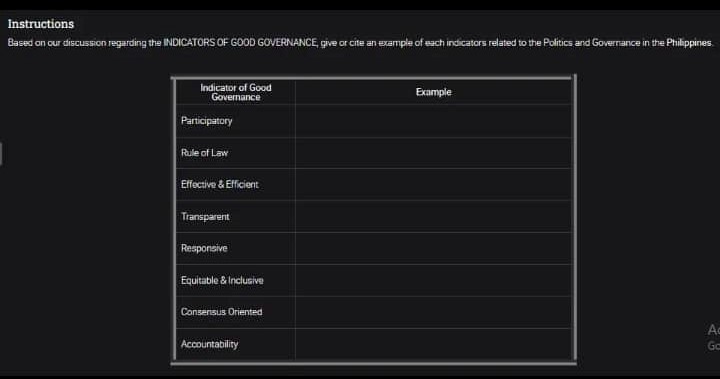 Instructions
Based on our discussion regarding the INDICATORS OF GOOD GOVERNANCE, give or cite an example of each indicators related to the Politics and Governance in the Philippines.
Indicator of Good
Governance
Example
Participatory
Rule of Law
Effective & Efficient
Transparent
Responsive
Equitable & Inclusive
Consensus Oriented
Accountability